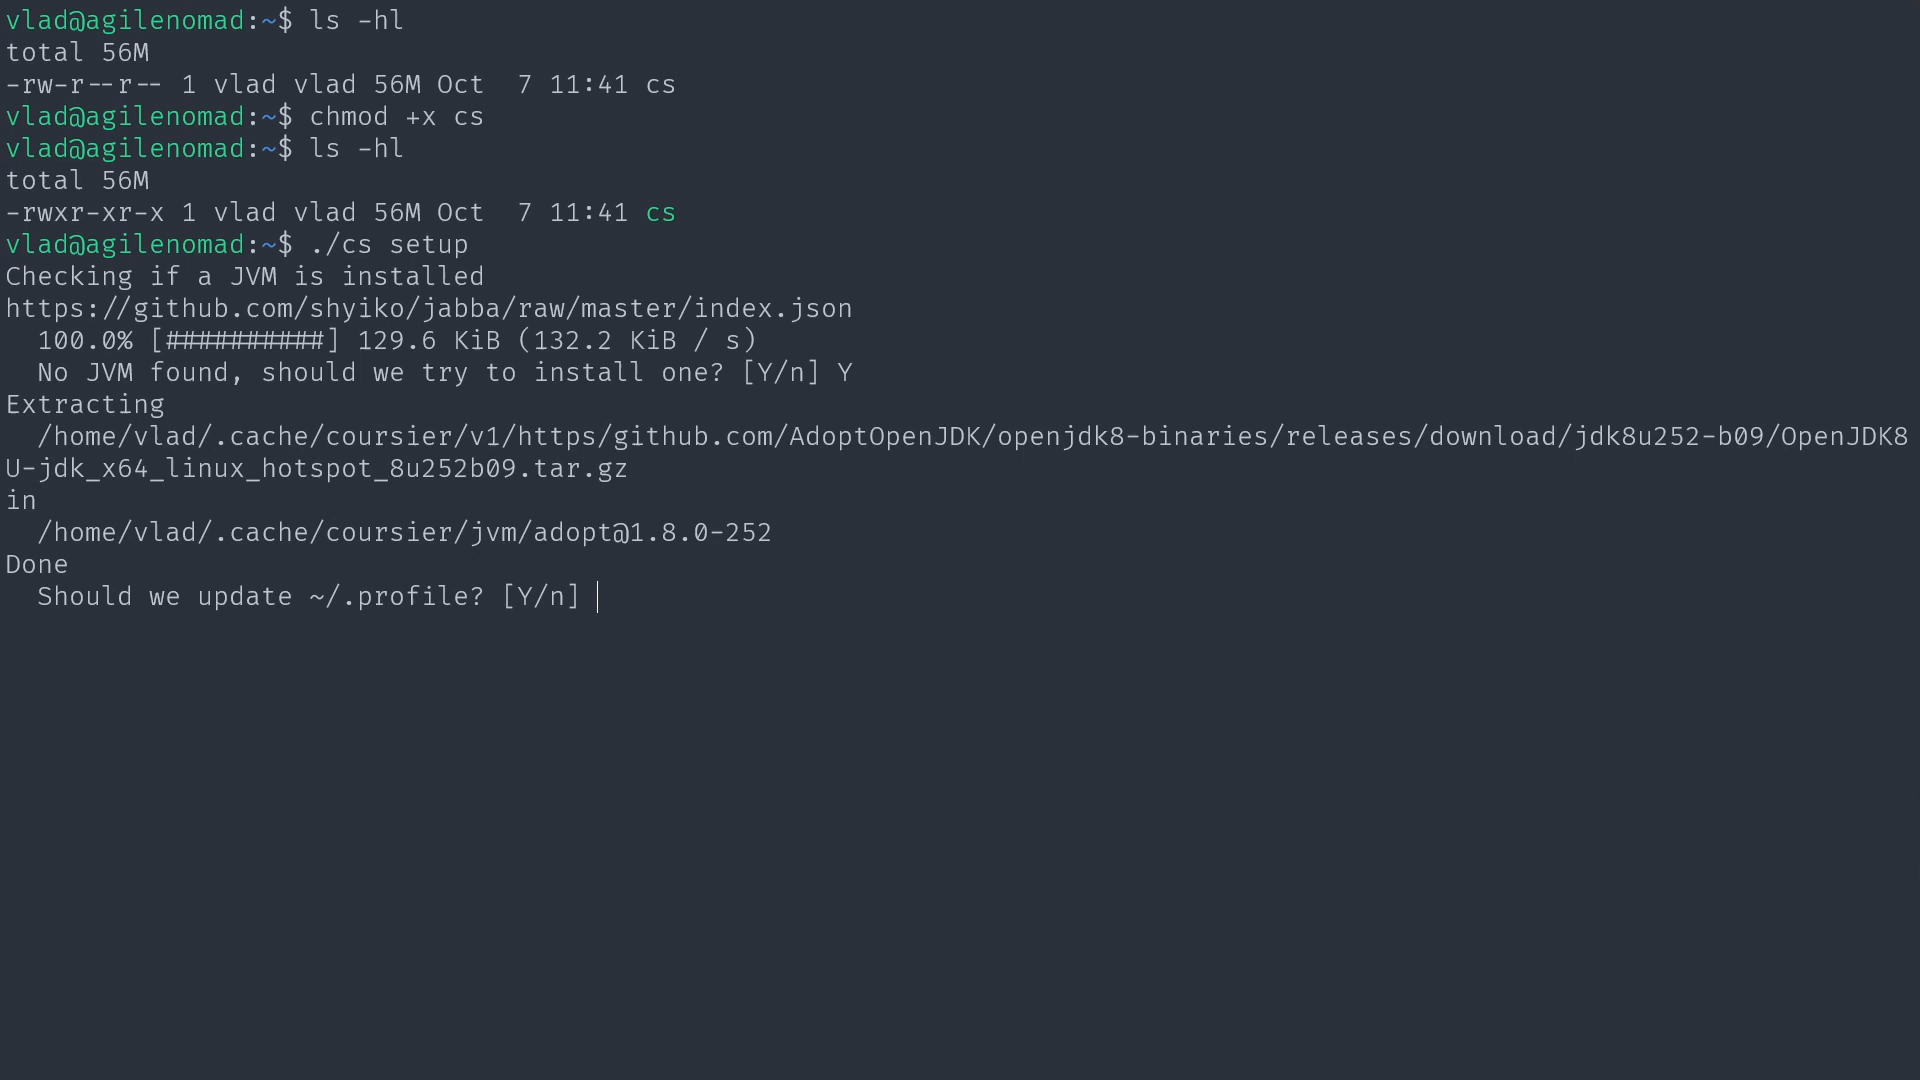 vlad@agilenomad:~$ ls -hl
total 56M
-rw-r--r-- 1 vlad vlad 56M Oct  7 11:41 cs
vlad@agilenomad:~$ chmod +x cs
vlad@agilenomad:~$ ls -hl
total 56M
-rwxr-xr-x 1 vlad vlad 56M Oct  7 11:41 cs
vlad@agilenomad:~$ ./cs setup
Checking if a JVM is installed
https://github.com/shyiko/jabba/raw/master/index.json
  100.0% [##########] 129.6 KiB (132.2 KiB / s)
  No JVM found, should we try to install one? [Y/n] Y
Extracting
  /home/vlad/.cache/coursier/v1/https/github.com/AdoptOpenJDK/openjdk8-binaries/releases/download/jdk8u252-b09/OpenJDK8
U-jdk_x64_linux_hotspot_8u252b09.tar.gz
in
  /home/vlad/.cache/coursier/jvm/adopt@1.8.0-252
Done
  Should we update ~/.profile? [Y/n]